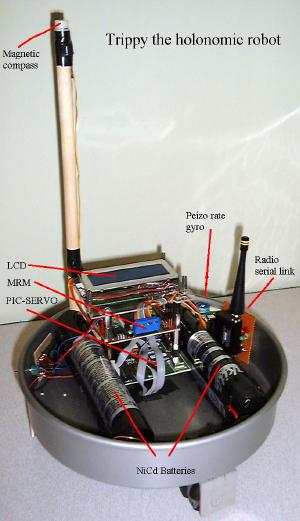 Magnetic
compass
Trippy the holonomic robot
Peizo rate
gyro
Radio
serial link
LCD
MRM
PIC-SERVO
NiCd Batteries